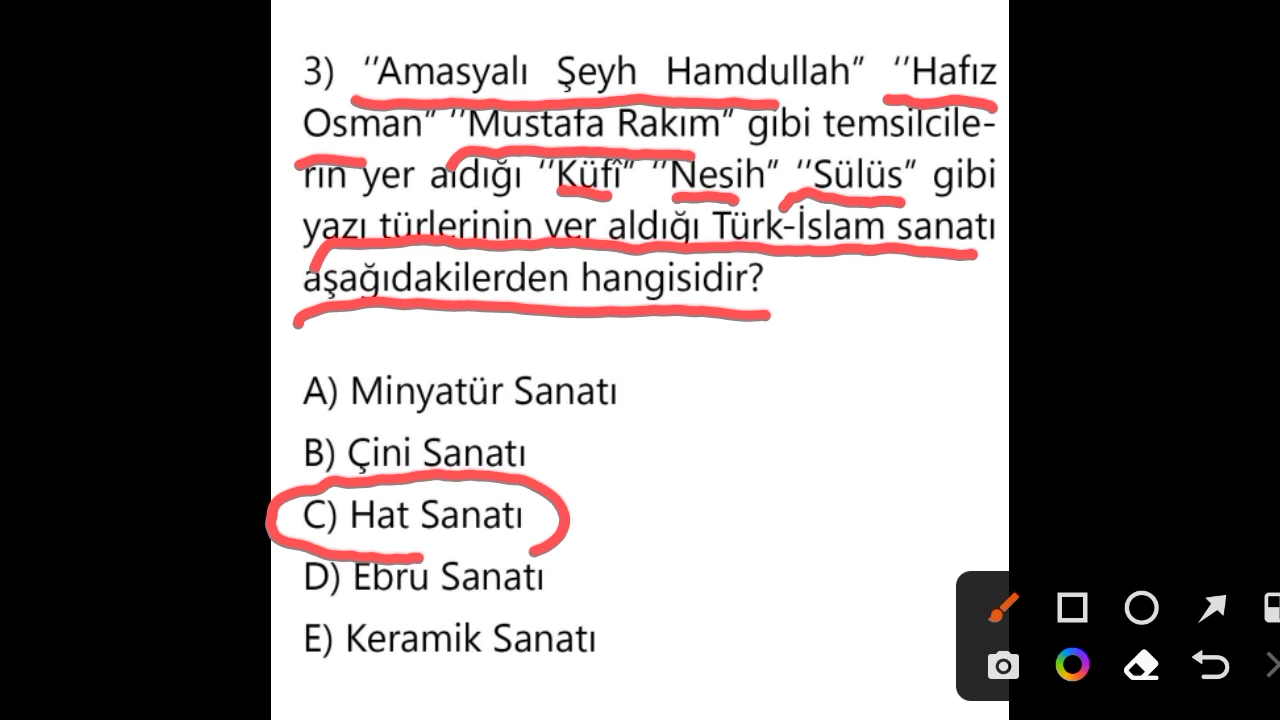 3) ‘‘Amasyalı Şeyh Hamdullah” ‘‘Hafız
Osman” ‘‘Mustafa Rakım” gibi temsilcile-
rin yer aldığı ‘‘Kûfî” ‘‘Nesih” ‘‘Sülüs” gibi
yazı türlerinin yer aldığı Türk-İslam sanatı
aşağıdakilerden hangisidir?
A) Minyatür Sanatı
B) Çini Sanatı
C) Hat Sanatı
D) Ebru Sanatı
E) Keramik Sanatı